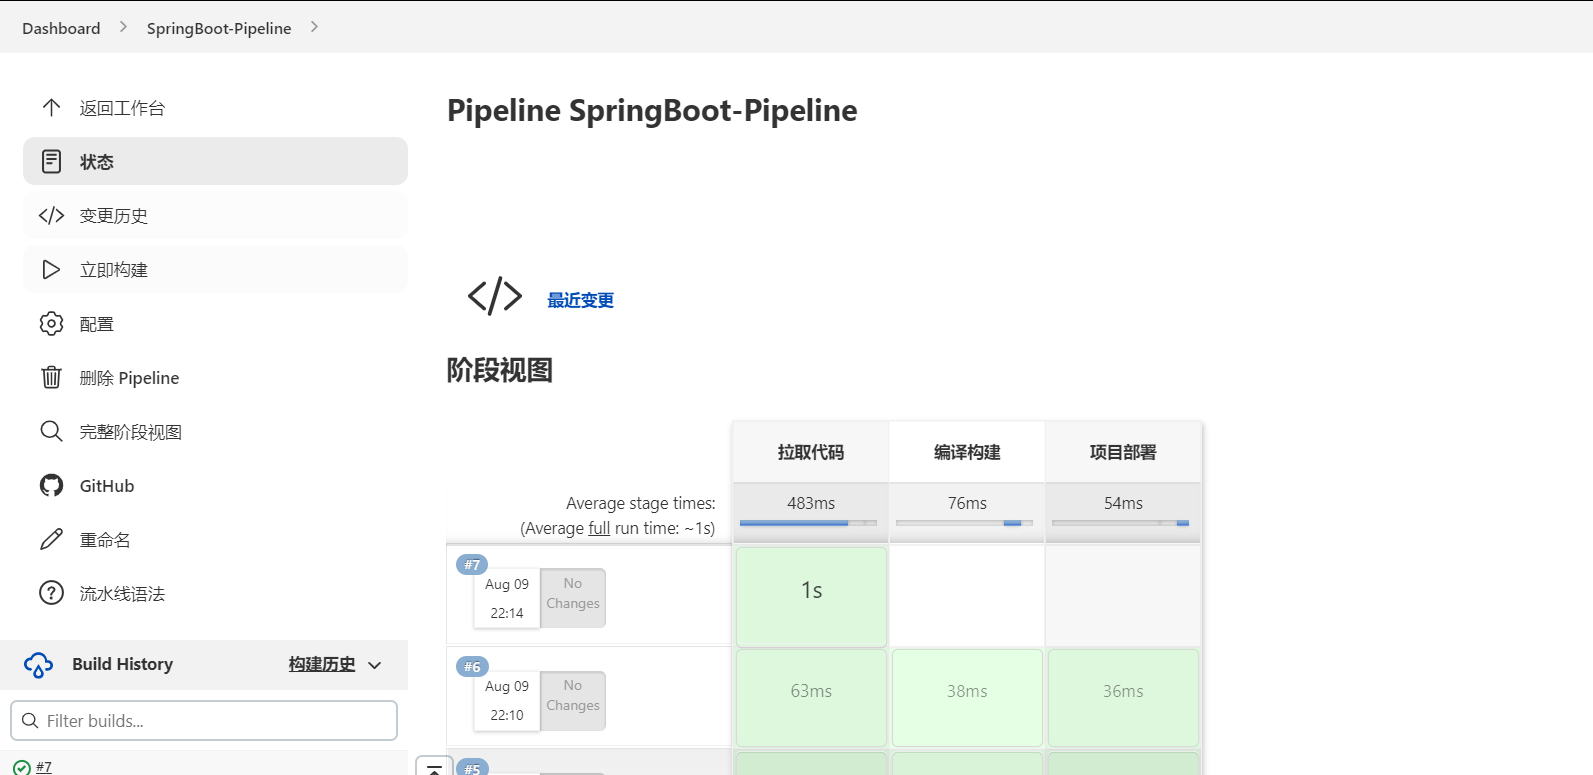 Dashboard
SpringBoot-Pipeline
返回工作台
状态
变更历史
立即构建
配置
删除 Pipeline
完整阶段视图
GitHub
重命名
流水线语法
Build History
构建历史
Filter builds...
#7
Pipeline SpringBoot-Pipeline
最近变更
阶段视图
拉取代码
编译构建
项目部署
Average stage times:
(Average full run time: ~1s)
483ms
76ms
54ms
#7
Aug 09
22:14
No
Changes
1s
#6
Aug 09
22:10
No
Changes
63ms
38ms
36ms
#5